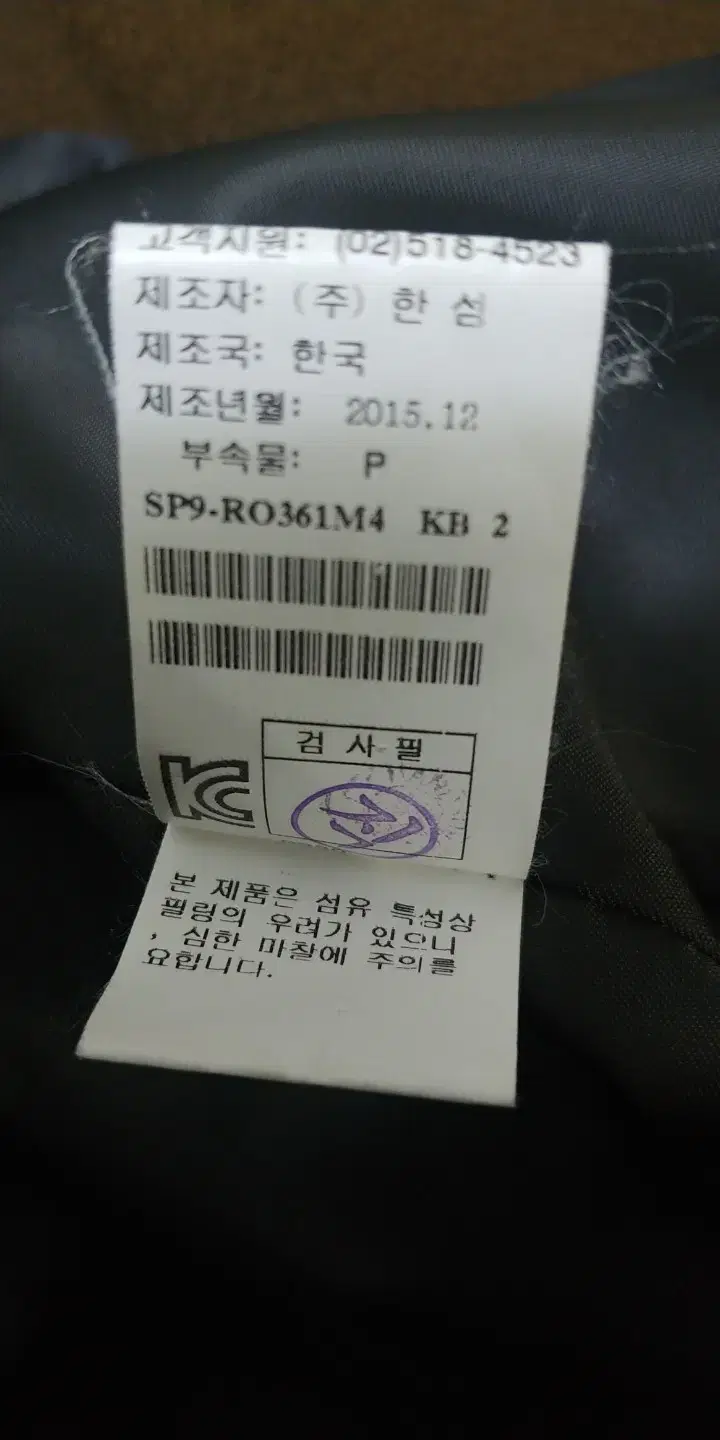 고객지원: (02)518-4523
제조자: (주) 한 섬
제조국: 한국
제조년월: 2015.12
부속물: P
SP9-RO361M4 KB 2
검 사 필
KC
본 제품은 섬유 특성상
필링의 우려가 있으니
, 심한 마찰에 주의를
요합니다.